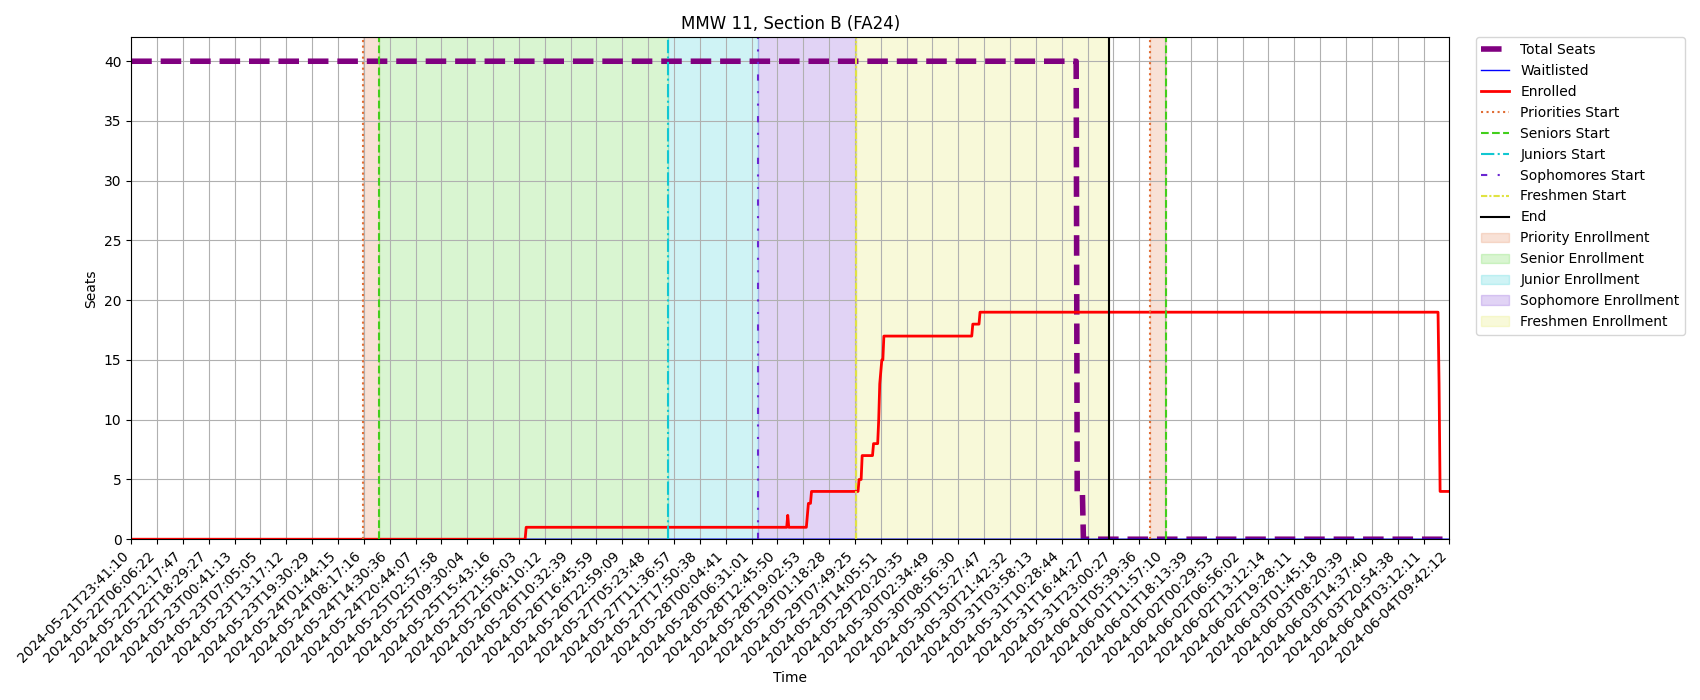 MMW 11, Section B (FA24)
Seats
40
35
30
25
20
15
10
5
0
2024-05-21T23:41:10
2024-05-22T06:06:22
2024-05-22T12:17:47
2024-05-22T18:29:27
2024-05-23T00:41:13
2024-05-23T07:05:05
2024-05-23T13:17:12
2024-05-23T19:30:29
2024-05-24T01:44:15
2024-05-24T08:17:16
2024-05-24T14:30:36
2024-05-24T20:44:07
2024-05-25T02:57:58
2024-05-25T09:30:04
2024-05-25T15:43:16
2024-05-25T21:56:03
2024-05-26T04:10:12
2024-05-26T10:32:39
2024-05-26T16:45:59
2024-05-26T22:59:09
2024-05-27T05:23:48
2024-05-27T11:36:57
2024-05-27T17:50:38
2024-05-28T00:04:41
2024-05-28T06:31:01
2024-05-28T12:45:50
2024-05-28T19:02:53
2024-05-29T01:18:28
2024-05-29T07:49:25
2024-05-29T14:05:51
2024-05-29T20:20:35
2024-05-30T02:34:49
2024-05-30T08:56:30
2024-05-30T15:27:47
2024-05-30T21:42:32
2024-05-31T03:58:13
2024-05-31T10:28:44
2024-05-31T16:44:27
2024-05-31T23:00:27
2024-06-01T05:39:36
2024-06-01T11:57:10
2024-06-01T18:13:39
2024-06-02T00:29:53
2024-06-02T06:56:02
2024-06-02T13:12:14
2024-06-02T19:28:11
2024-06-03T01:45:18
2024-06-03T08:20:39
2024-06-03T14:37:40
2024-06-03T20:54:38
2024-06-04T03:12:11
2024-06-04T09:42:12
Time
Total Seats
Waitlisted
Enrolled
Priorities Start
Seniors Start
Juniors Start
Sophomores Start
Freshmen Start
End
Priority Enrollment
Senior Enrollment
Junior Enrollment
Sophomore Enrollment
Freshmen Enrollment